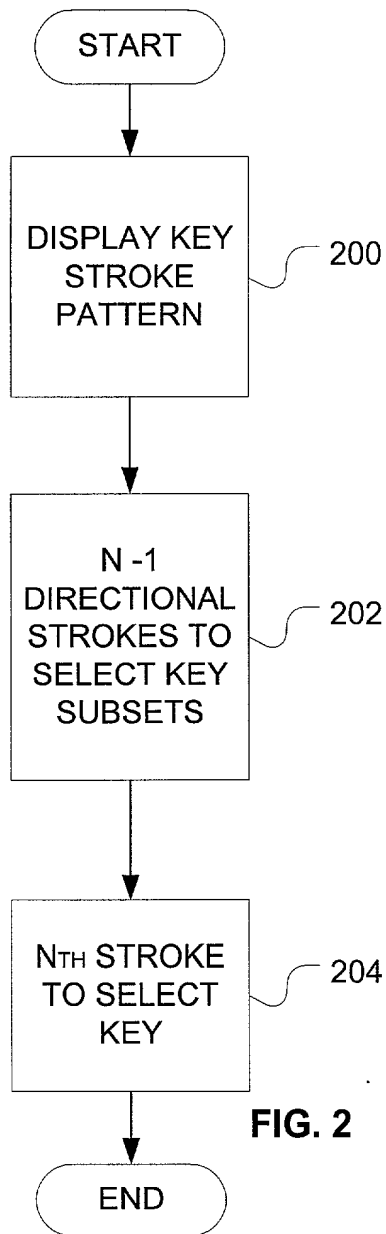 START
DISPLAY KEY
STROKE
PATTERN
200
N -1
DIRECTIONAL
STROKES TO
SELECT KEY
SUBSETS
202
NTH STROKE
TO SELECT
KEY
204
FIG. 2
END